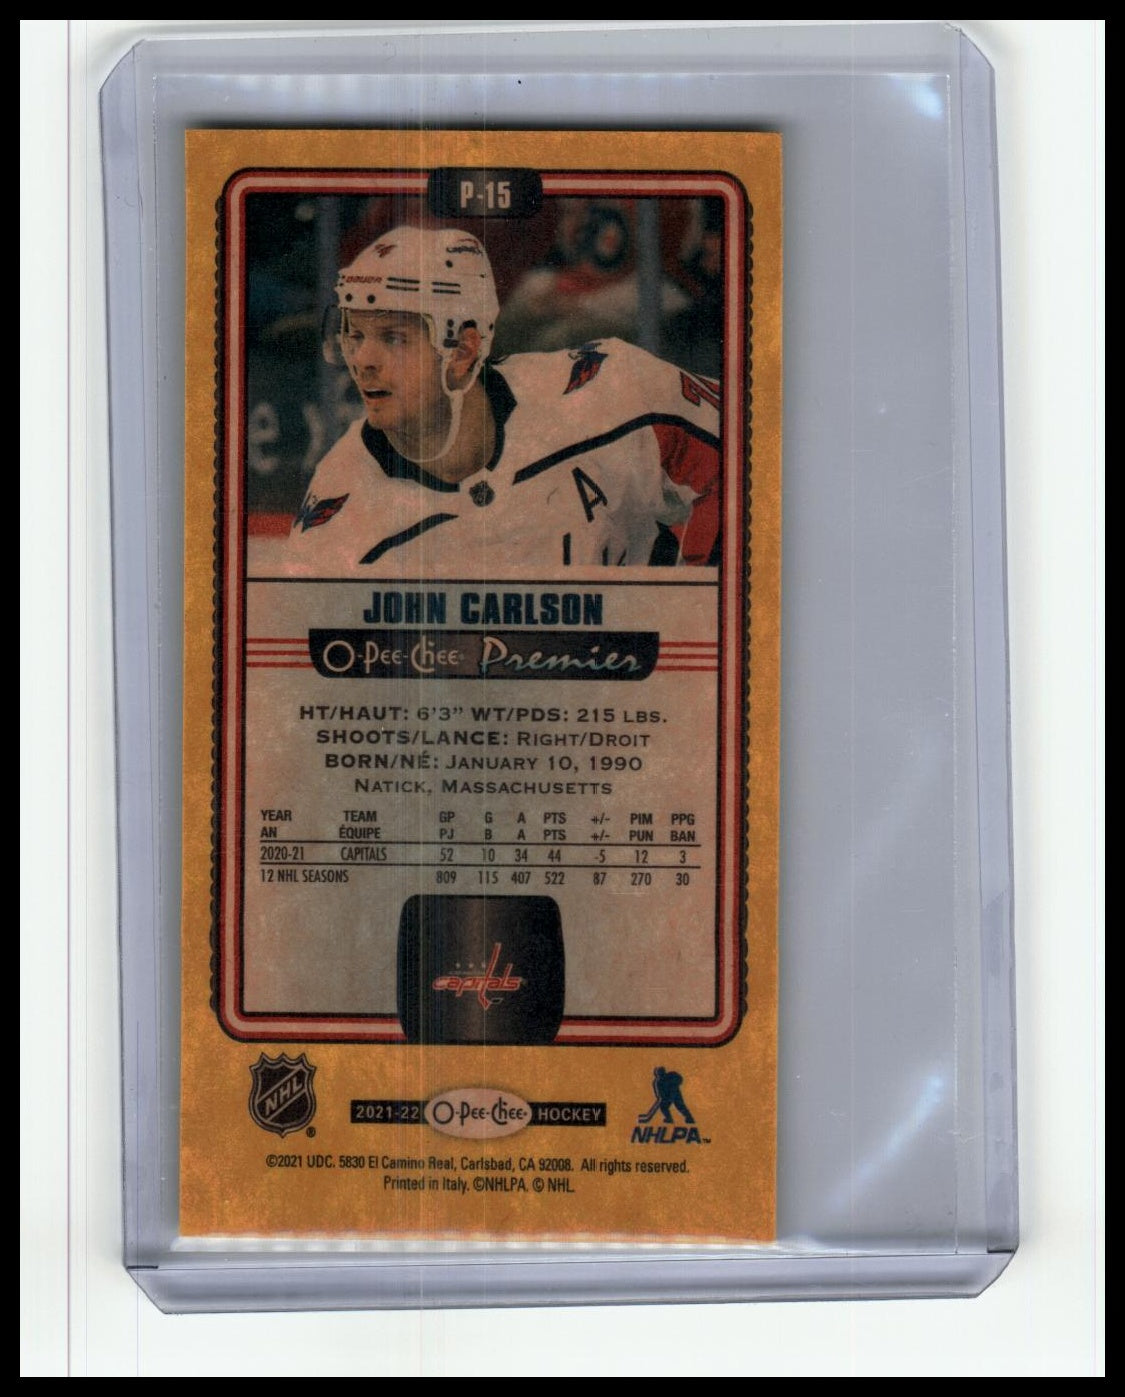 P-15
BAUER
A
JOHN CARLSON
O-Pee-Chee Premier
HT/HAUT: 6'3" WT/PDS: 215 LBS.
SHOOTS/LANCE: RIGHT/DROIT
BORN/NÉ: JANUARY 10, 1990
NATICK, MASSACHUSETTS
YEAR TEAM GP G A PTS +/- PIM PPG
AN ÉQUIPE PJ B A PTS +/- PUN BAN
2020-21 CAPITALS 52 10 34 44 -5 12 3
12 NHL SEASONS 809 115 407 522 87 270 30
capitals
NHL ®
2021-22 O-Pee-Chee HOCKEY
NHLPA™
©2021 UDC. 5830 El Camino Real, Carlsbad, CA 92008. All rights reserved.
Printed in Italy. ©NHLPA. © NHL.